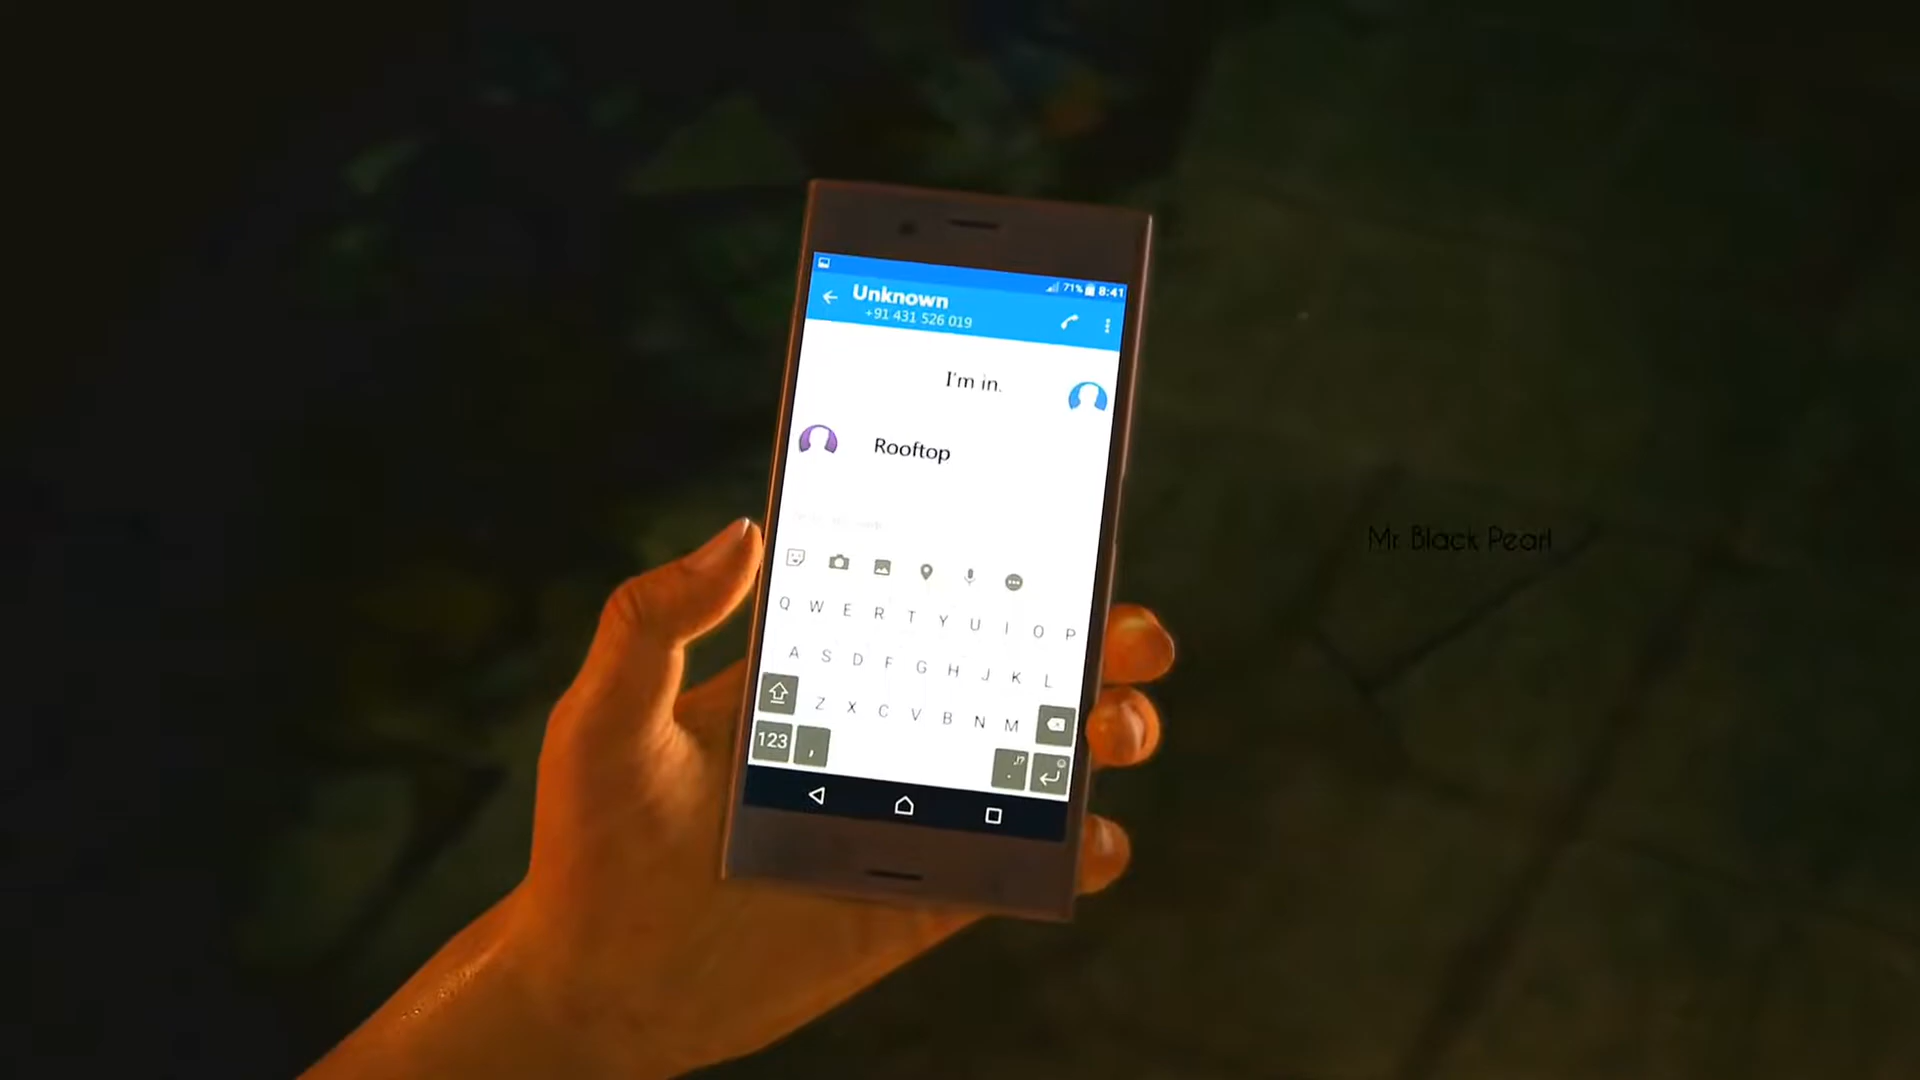 71% 8:41
Unknown
+91 431 526 019
I'm in.
Rooftop
Q W E R T Y U I O P
A S D F G H J K L
Z X C V B N M
123 , . ,!?
Mr. Black Pearl